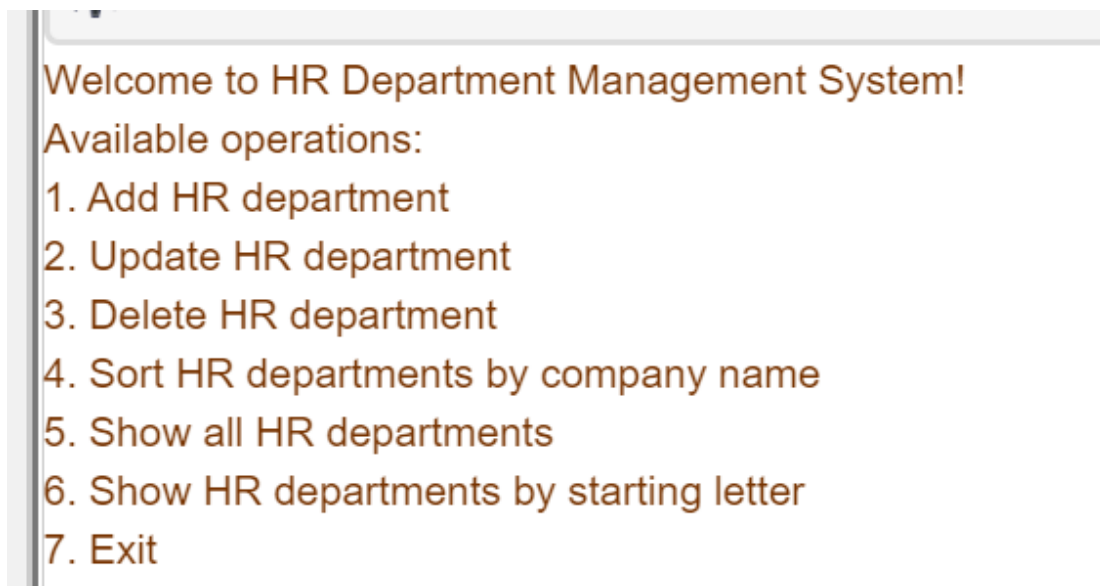 Welcome to HR Department Management System!
Available operations:
1. Add HR department
2. Update HR department
3. Delete HR department
4. Sort HR departments by company name
5. Show all HR departments
6. Show HR departments by starting letter
7. Exit